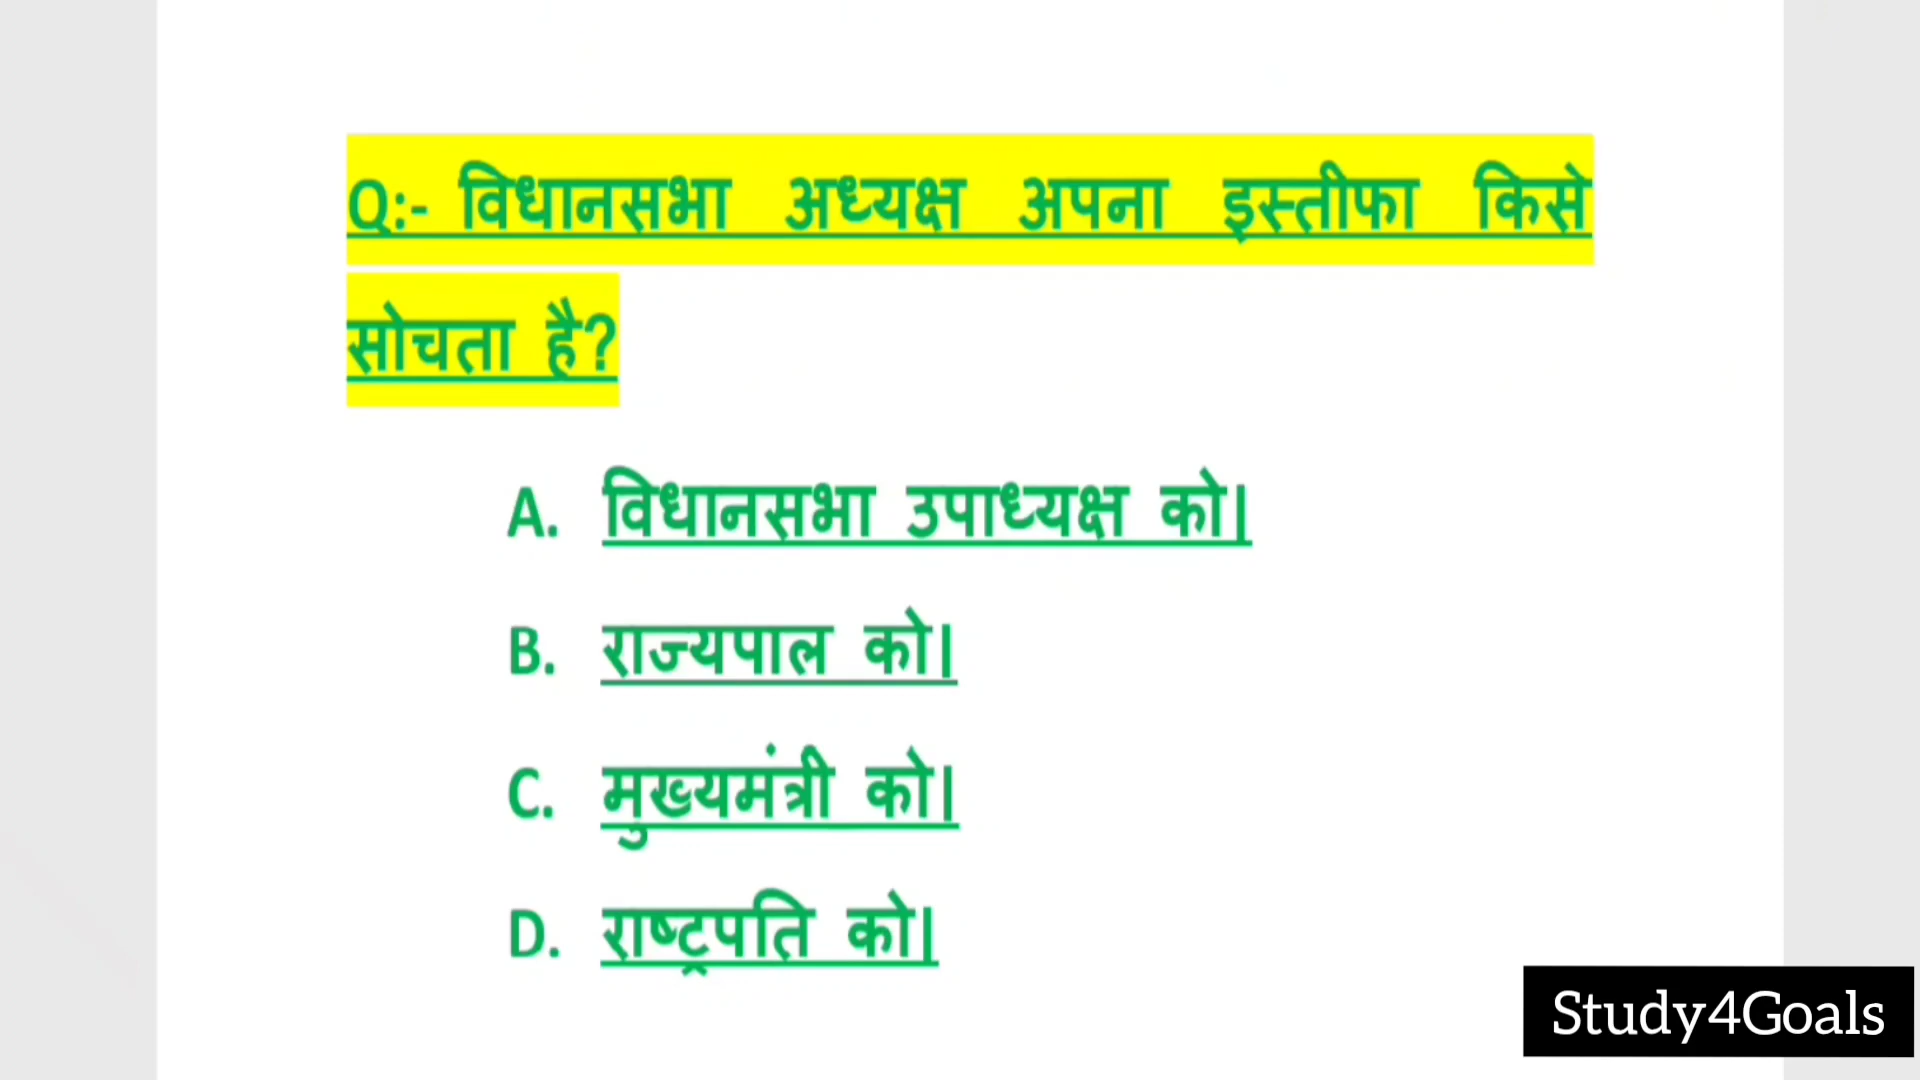 Q:- विधानसभा अध्यक्ष अपना इस्तीफा किसे
सोचता है?
A. विधानसभा उपाध्यक्ष को|
B. राज्यपाल को|
C. मुख्यमंत्री को|
D. राष्ट्रपति को|
Study4Goals